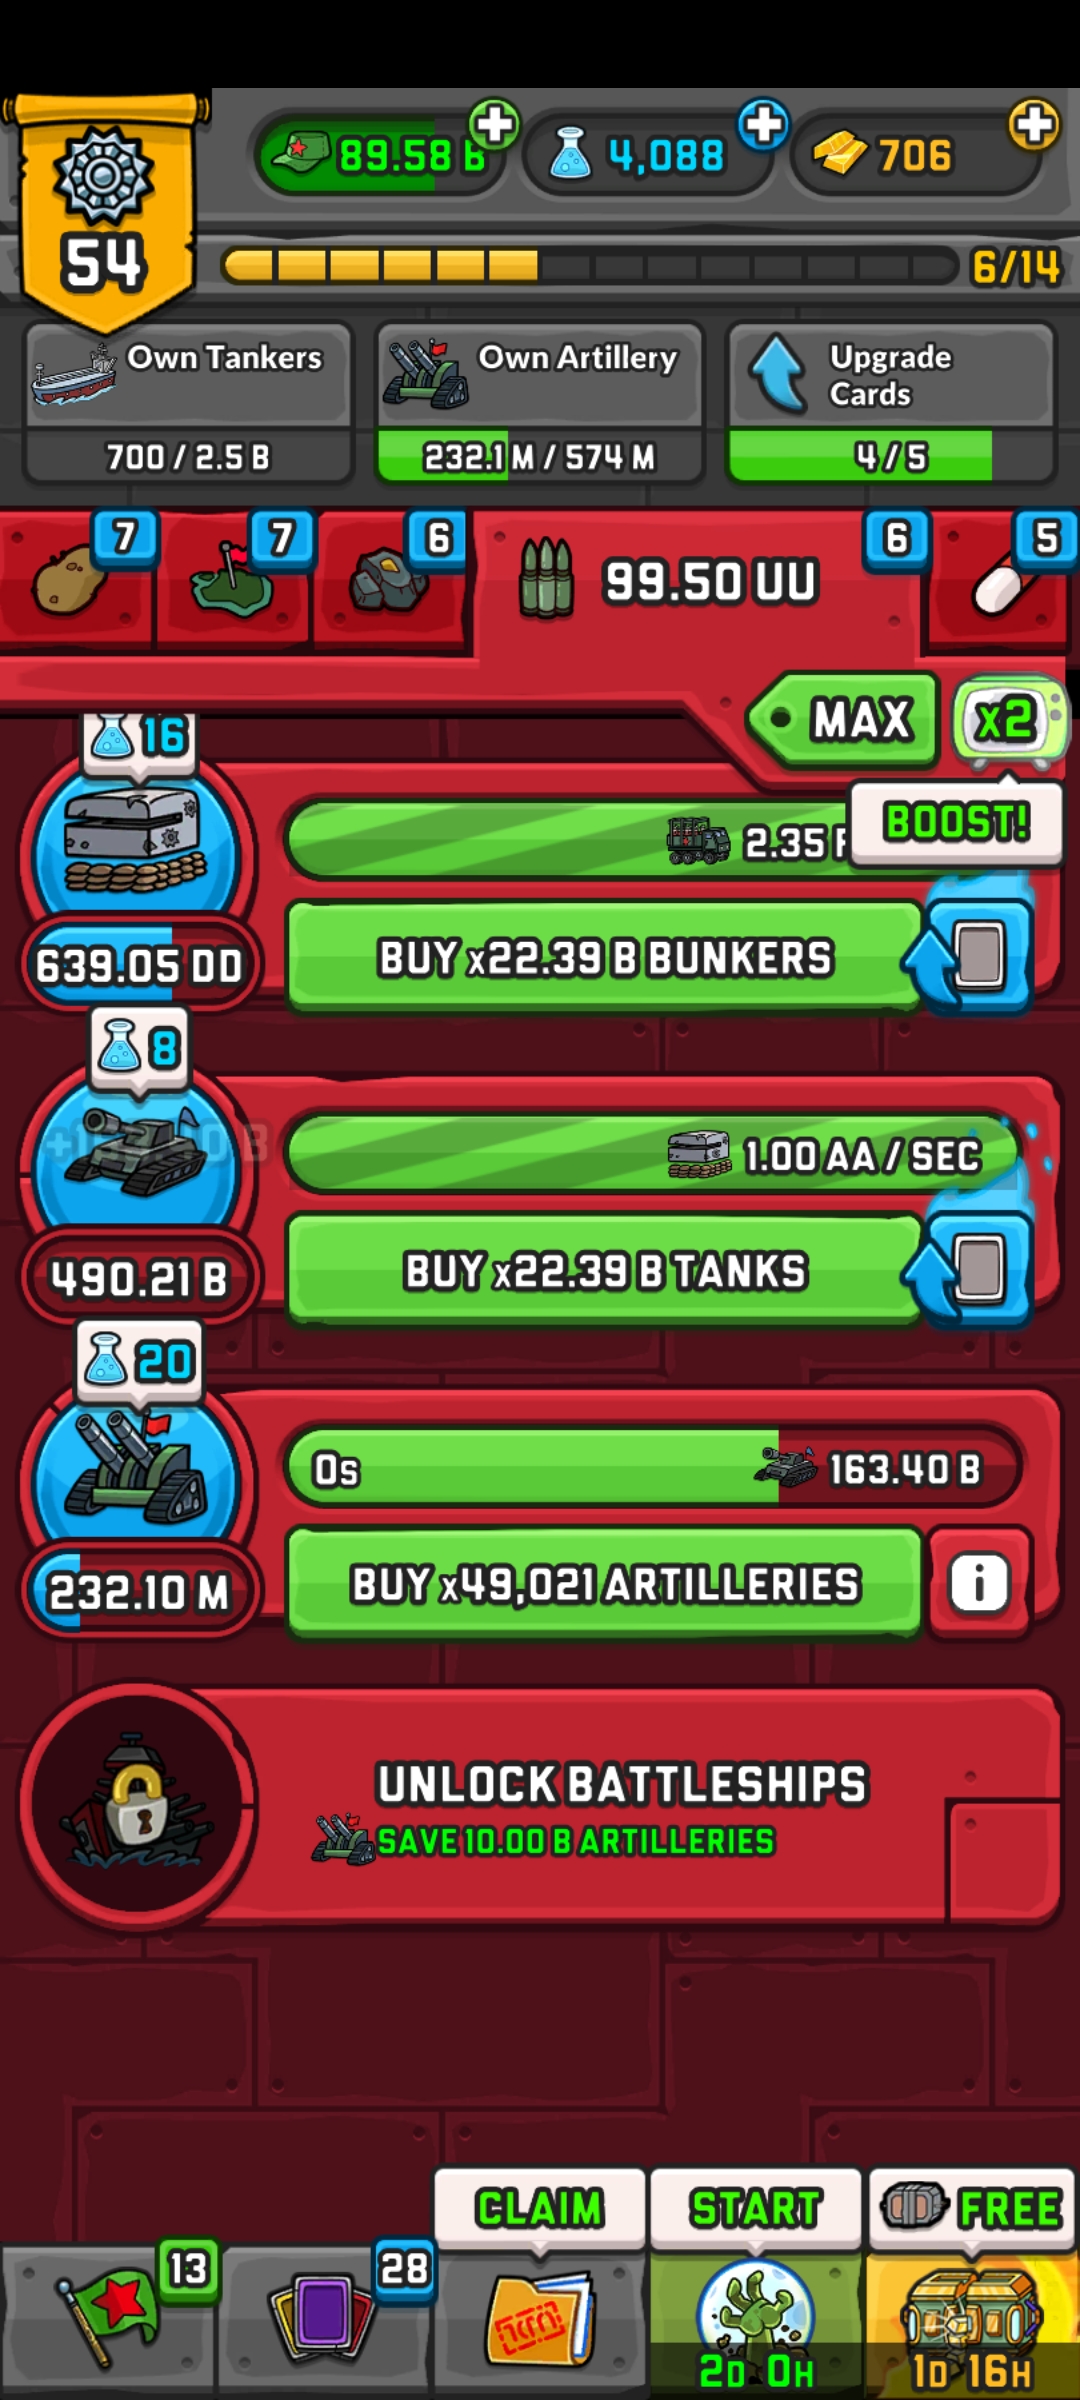 89.58 B
4,088
706
54
6/14
Own Tankers
700 / 2.5 B
Own Artillery
232.1 M / 574 M
Upgrade
Cards
4 / 5
7
7
6
99.50 UU
6
5
MAX
x2
BOOST!
16
2.35
639.05 DD
BUY x22.39 B BUNKERS
8
1.00 AA / SEC
490.21 B
BUY x22.39 B TANKS
20
0s
163.40 B
232.10 M
BUY x49,021 ARTILLERIES
i
UNLOCK BATTLESHIPS
SAVE 10.00 B ARTILLERIES
CLAIM
START
FREE
13
28
2D 0H
1D 16H